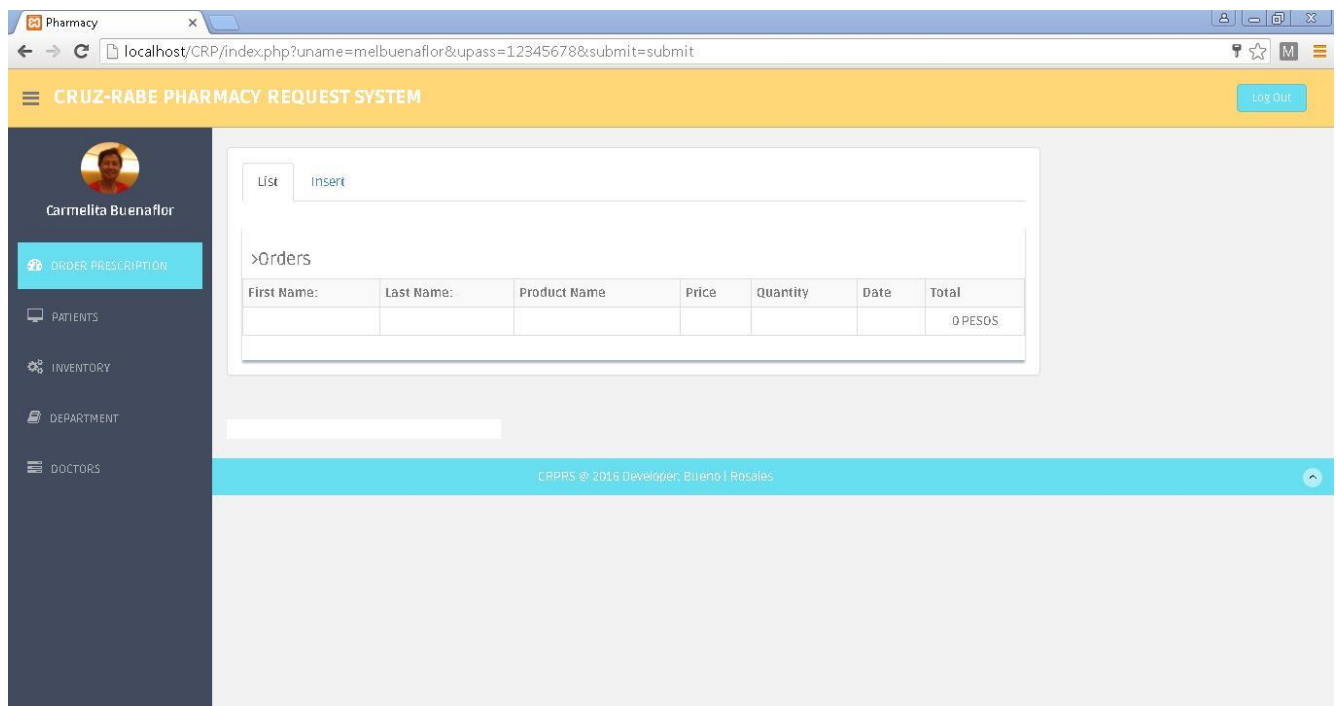 Pharmacy
localhost/CRP/index.php?uname=melbuenaflor&upass=12345678&submit=submit
M
CRUZ-RABE PHARMACY REQUEST SYSTEM
Log Out
Carmelita Buenaflor
ORDER PRESCRIPTION
PATIENTS
INVENTORY
DEPARTMENT
DOCTORS
List Insert
>Orders
First Name: Last Name: Product Name Price Quantity Date Total
0 PESOS
CRPRS @ 2016 Developer: Bueno | Rosales